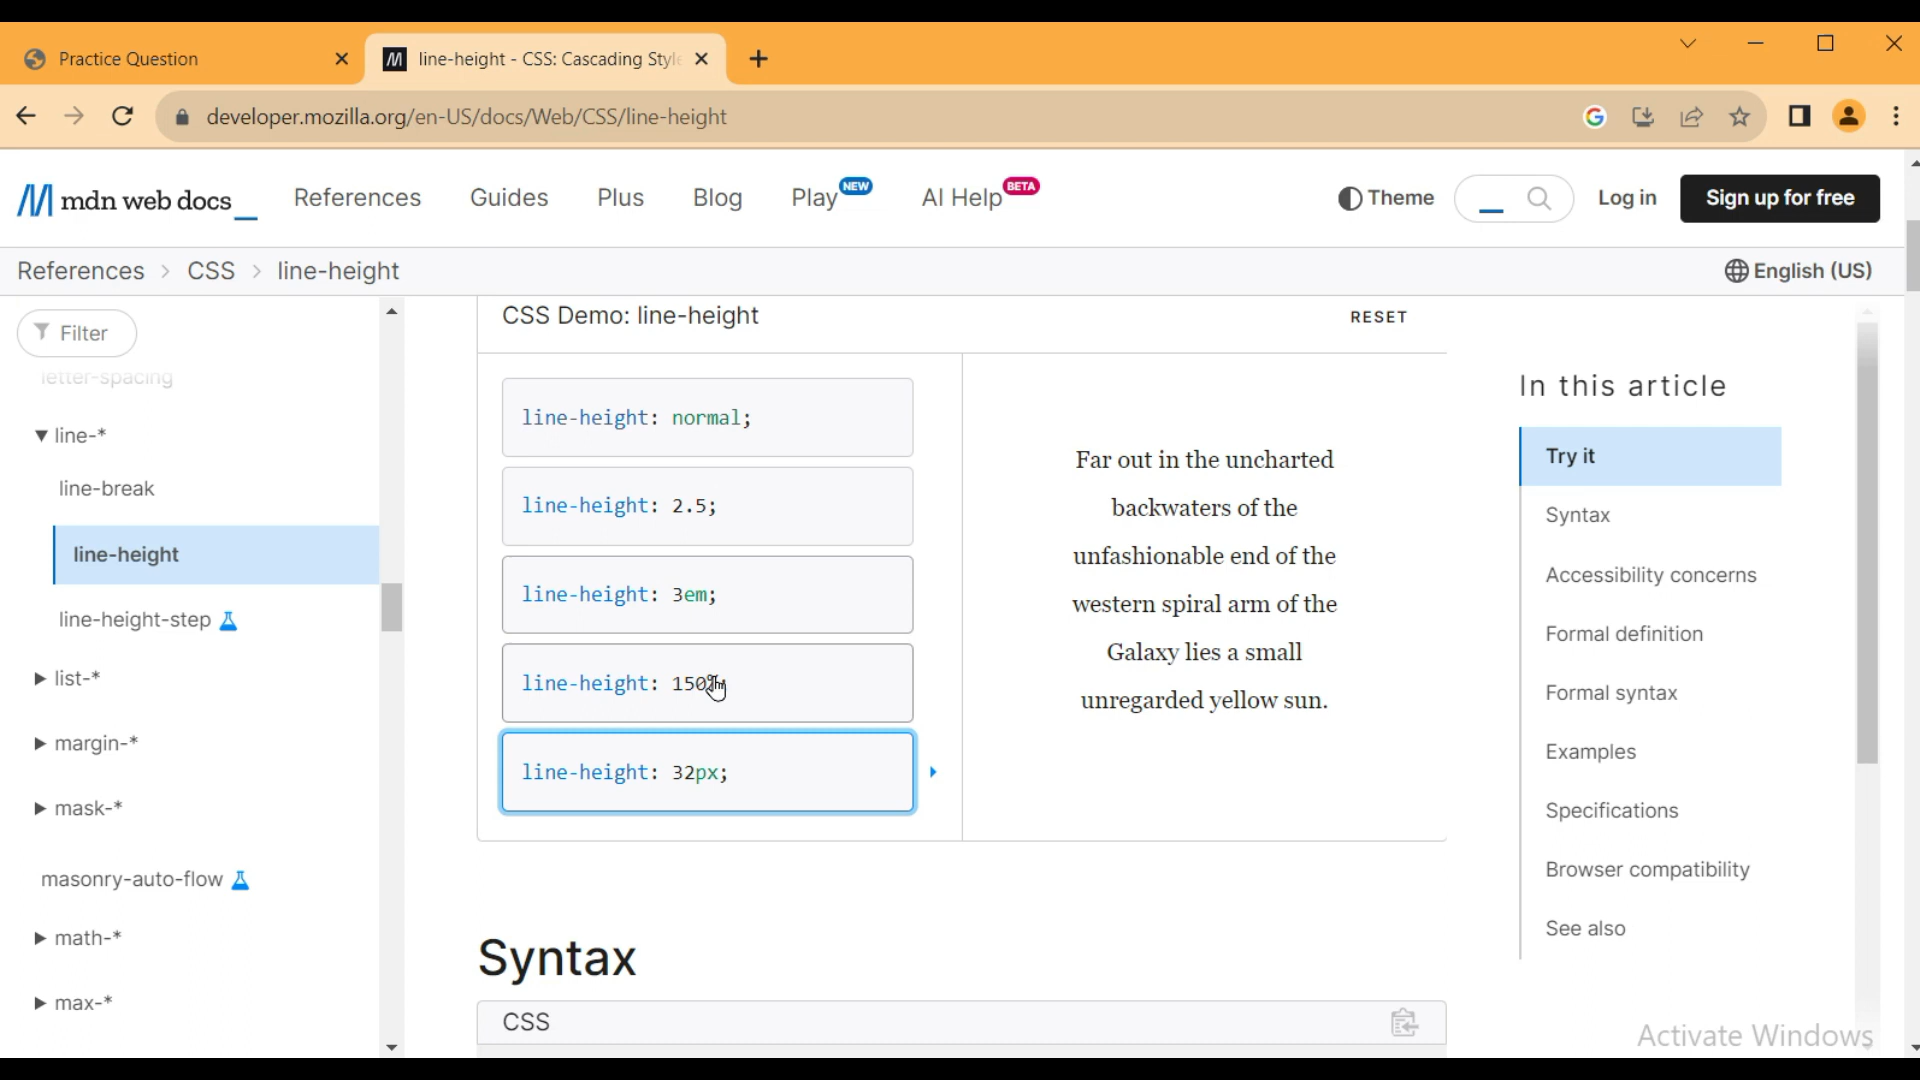 Practice Question
line-height - CSS: Cascading Styl
developer.mozilla.org/en-US/docs/Web/CSS/line-height
mdn web docs_
References
Guides
Plus
Blog
Play NEW
AI Help BETA
Theme
Log in
Sign up for free
References > CSS > line-height
English (US)
Filter
letter-spacing
line-*
line-break
line-height
line-height-step
list-*
margin-*
mask-*
masonry-auto-flow
math-*
max-*
CSS Demo: line-height
RESET
line-height: normal;
line-height: 2.5;
line-height: 3em;
line-height: 150%;
line-height: 32px;
Far out in the uncharted
backwaters of the
unfashionable end of the
western spiral arm of the
Galaxy lies a small
unregarded yellow sun.
Syntax
CSS
In this article
Try it
Syntax
Accessibility concerns
Formal definition
Formal syntax
Examples
Specifications
Browser compatibility
See also
Activate Windows